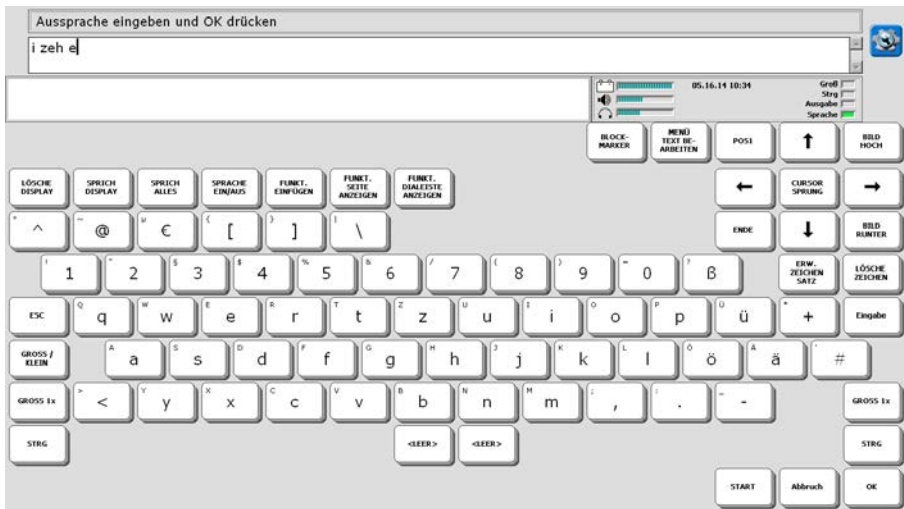 Aussprache eingeben und OK drücken
i zeh e
05.16.14 10:34
Groß
Strg
Ausgabe
Sprache
BLOCK-
MARKER
MENÜ
TEXT BE-
ARBEITEN
POS1
↑
BILD
HOCH
LÖSCHE
DISPLAY
SPRICH
DISPLAY
SPRICH
ALLES
SPRACHE
EIN/AUS
FUNKT.
EINFÜGEN
FUNKT.
SEITE
ANZEIGEN
FUNKT.
DIALEISTE
ANZEIGEN
←
CURSOR
SPRUNG
→
° ^
~ @
µ €
{ [
} ]
| \
ENDE
↓
BILD
RUNTER
! 1
" 2
§ 3
$ 4
% 5
& 6
/ 7
( 8
) 9
= 0
? ß
ERW.
ZEICHEN
SATZ
LÖSCHE
ZEICHEN
ESC
Q q
W w
E e
R r
T t
Z z
U u
I i
O o
P p
Ü ü
* +
Eingabe
GROSS /
KLEIN
A a
S s
D d
F f
G g
H h
J j
K k
L l
Ö ö
Ä ä
' #
GROSS 1x
> <
Y y
X x
C c
V v
B b
N n
M m
; ,
: .
_ -
GROSS 1x
STRG
<LEER>
<LEER>
STRG
START
Abbruch
OK